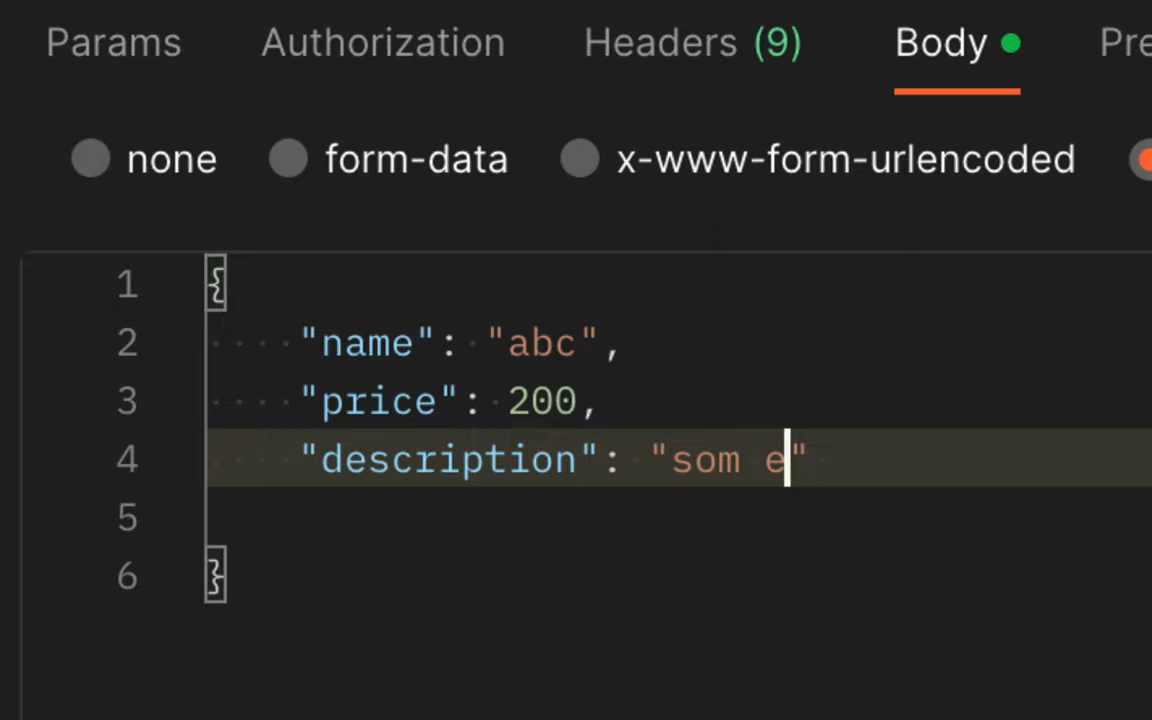 Params Authorization Headers (9) Body Pre
none form-data x-www-form-urlencoded
1 {
2 "name": "abc",
3 "price": 200,
4 "description": "som e"
5
6 }